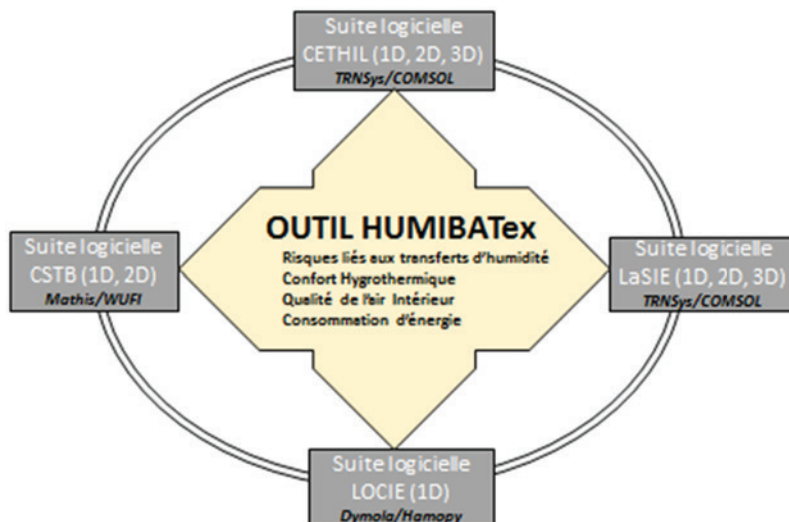 Suite logicielle
CETHIL (1D, 2D, 3D)
TRNSys/COMSOL
OUTIL HUMIBATex
Risques liés aux transferts d'humidité
Confort Hygrothermique
Qualité de l'air Intérieur
Consommation d'énergie
Suite logicielle
CSTB (1D, 2D)
Mathis/WUFI
Suite logicielle
LaSIE (1D, 2D, 3D)
TRNSys/COMSOL
Suite logicielle
LOCIE (1D)
Dymola/Hamopy